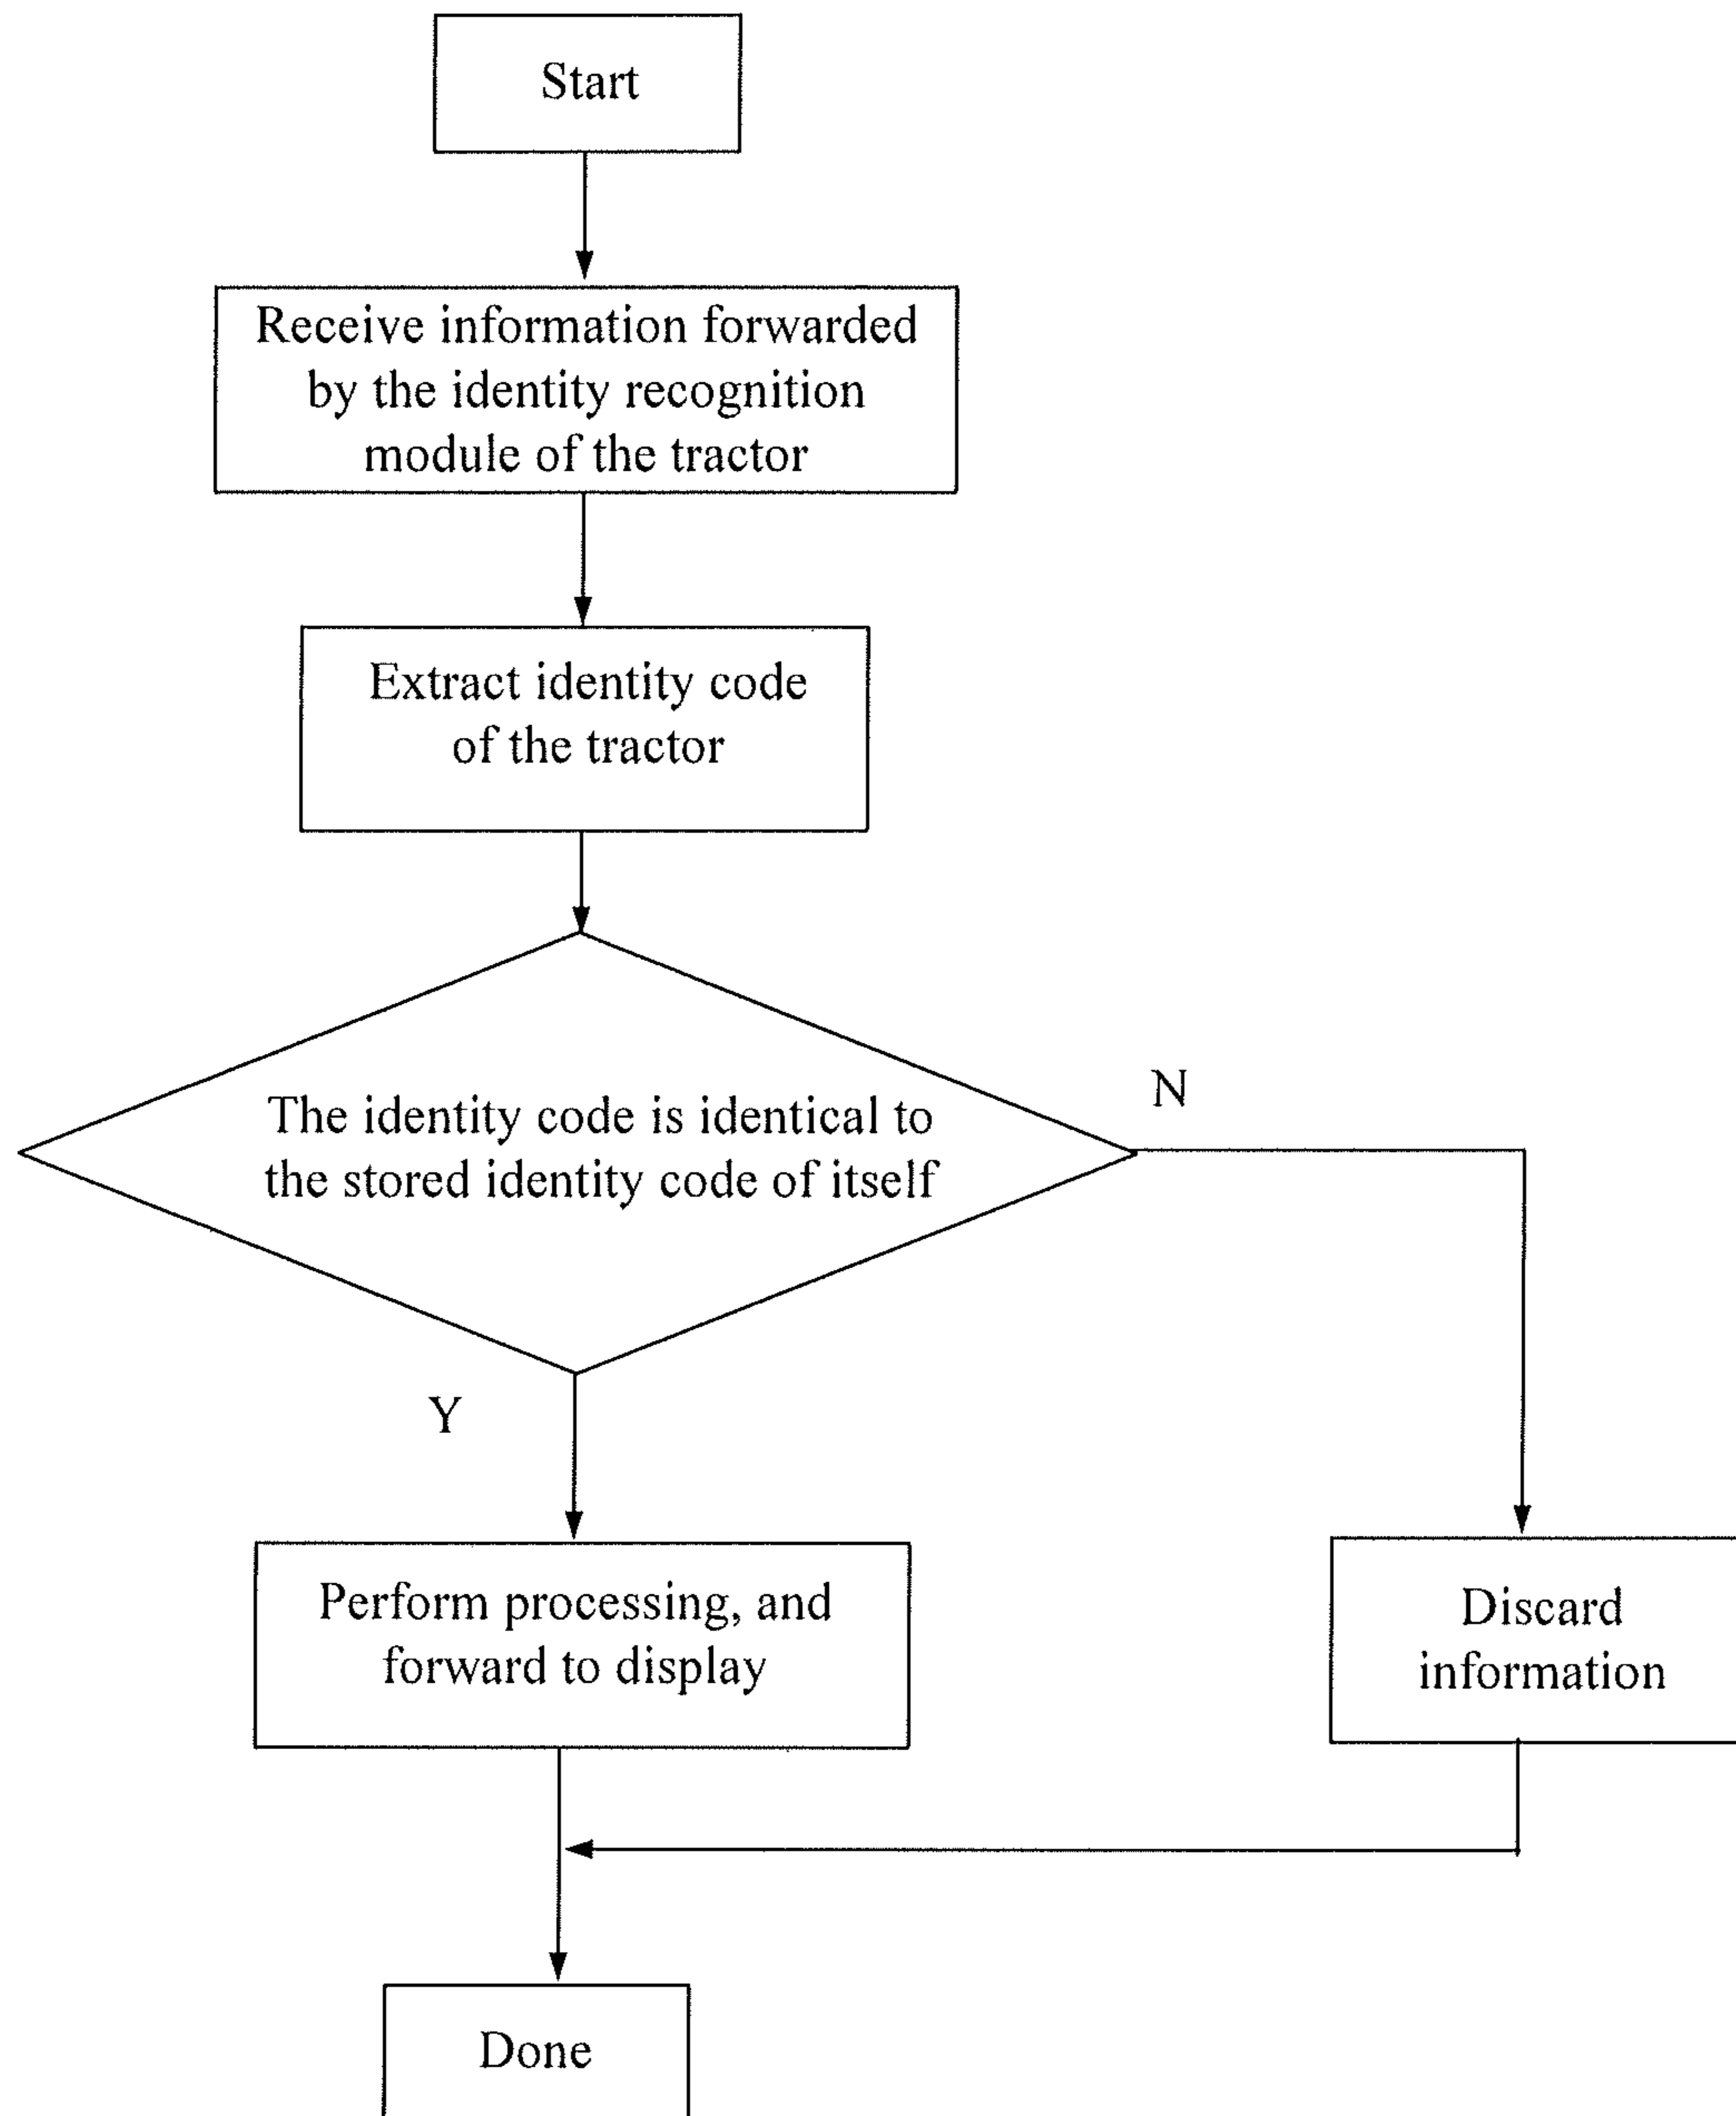 Start
Receive information forwarded
by the identity recognition
module of the tractor
Extract identity code
of the tractor
The identity code is identical to
the stored identity code of itself
N
Y
Perform processing, and
forward to display
Discard
information
Done